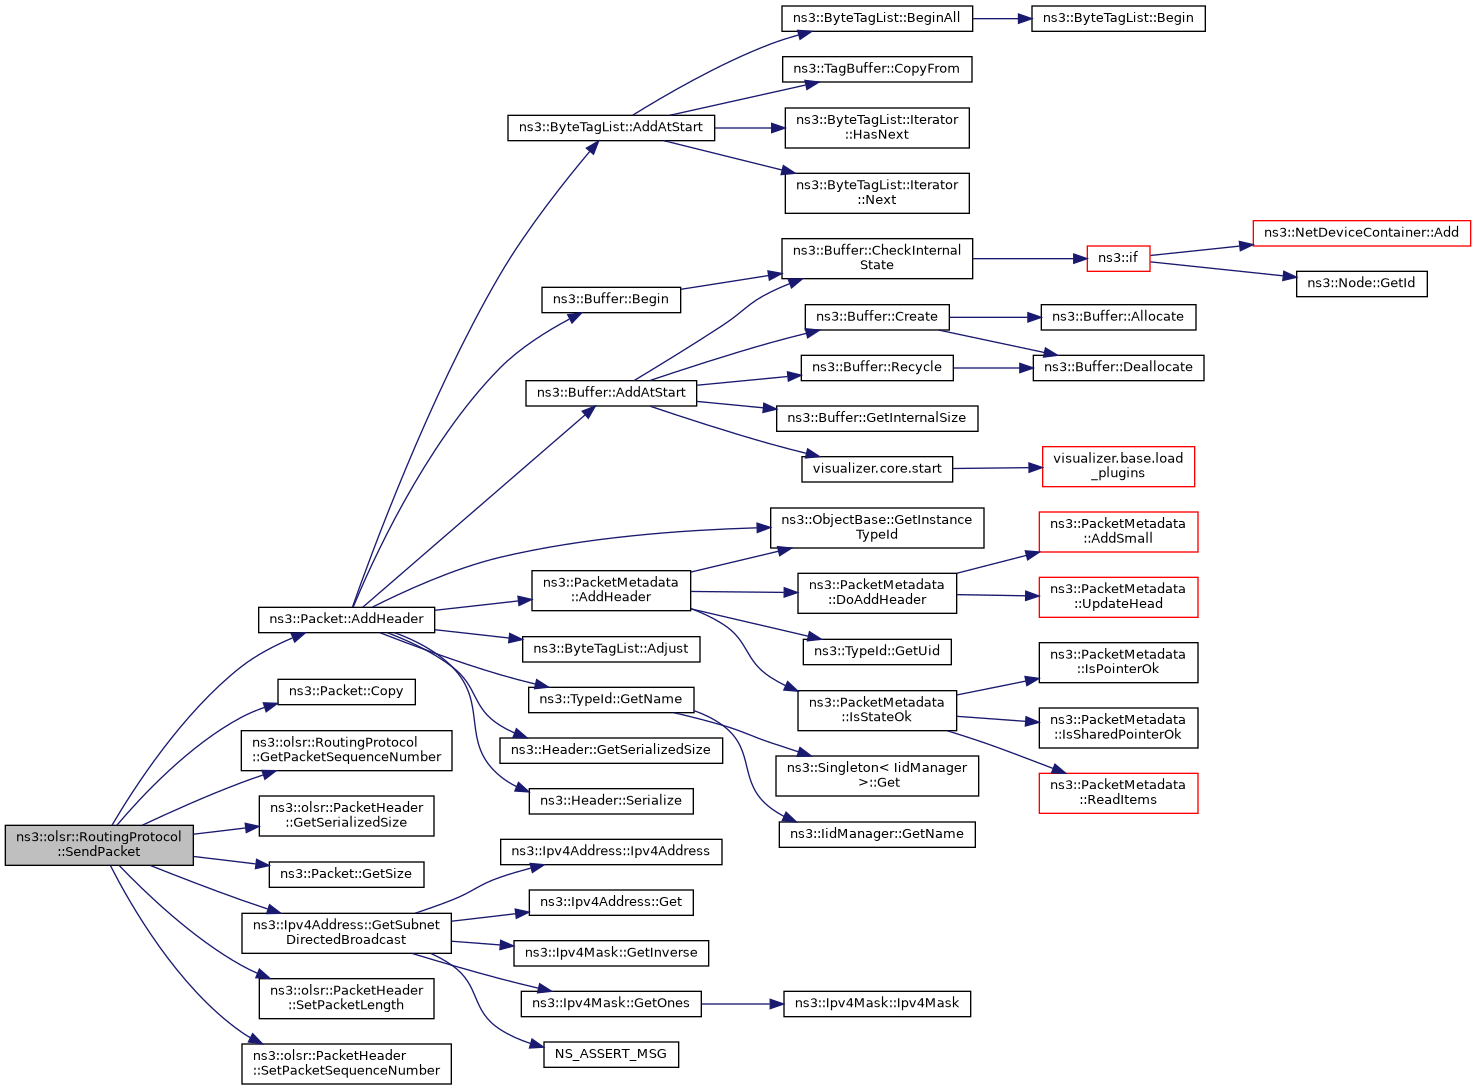 ns3::ByteTagList::BeginAll
ns3::ByteTagList::Begin
ns3::TagBuffer::CopyFrom
ns3::ByteTagList::AddAtStart
ns3::ByteTagList::Iterator
::HasNext
ns3::ByteTagList::Iterator
::Next
ns3::Buffer::CheckInternal
State
ns3::if
ns3::NetDeviceContainer::Add
ns3::Node::GetId
ns3::Buffer::Begin
ns3::Buffer::Create
ns3::Buffer::Allocate
ns3::Buffer::Recycle
ns3::Buffer::Deallocate
ns3::Buffer::AddAtStart
ns3::Buffer::GetInternalSize
visualizer.core.start
visualizer.base.load
_plugins
ns3::ObjectBase::GetInstance
TypeId
ns3::PacketMetadata
::AddSmall
ns3::PacketMetadata
::AddHeader
ns3::PacketMetadata
::DoAddHeader
ns3::PacketMetadata
::UpdateHead
ns3::Packet::AddHeader
ns3::ByteTagList::Adjust
ns3::TypeId::GetUid
ns3::PacketMetadata
::IsPointerOk
ns3::Packet::Copy
ns3::TypeId::GetName
ns3::PacketMetadata
::IsStateOk
ns3::PacketMetadata
::IsSharedPointerOk
ns3::olsr::RoutingProtocol
::GetPacketSequenceNumber
ns3::Header::GetSerializedSize
ns3::Singleton< IidManager
>::Get
ns3::PacketMetadata
::ReadItems
ns3::olsr::PacketHeader
::GetSerializedSize
ns3::Header::Serialize
ns3::IidManager::GetName
ns3::olsr::RoutingProtocol
::SendPacket
ns3::Packet::GetSize
ns3::Ipv4Address::Ipv4Address
ns3::Ipv4Address::Get
ns3::Ipv4Address::GetSubnet
DirectedBroadcast
ns3::Ipv4Mask::GetInverse
ns3::olsr::PacketHeader
::SetPacketLength
ns3::Ipv4Mask::GetOnes
ns3::Ipv4Mask::Ipv4Mask
ns3::olsr::PacketHeader
::SetPacketSequenceNumber
NS_ASSERT_MSG